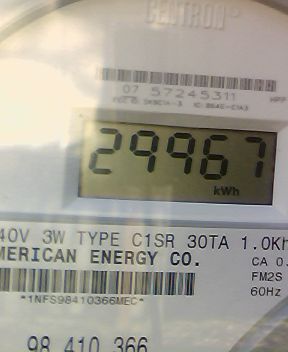 CENTRON®
07 57245311
29967
kWh
40V 3W TYPE C1SR 30TA 1.0Kh
MERICAN ENERGY CO.
CA 0.
FM2S
60Hz
*1NFS98410366MEC*
98 410 366